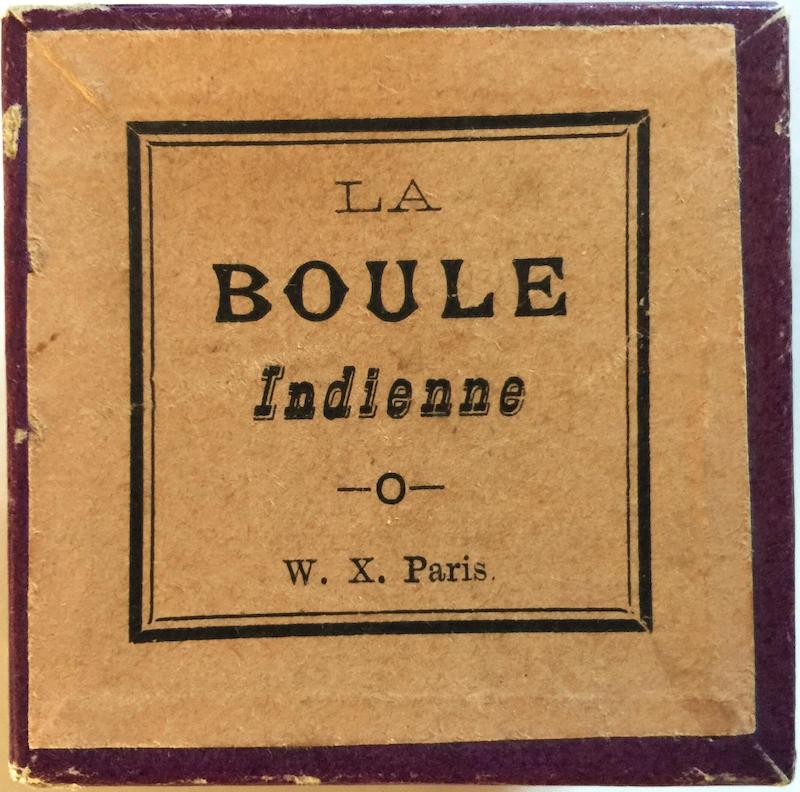 LA
BOULE
Indienne
—O—
W. X. Paris.